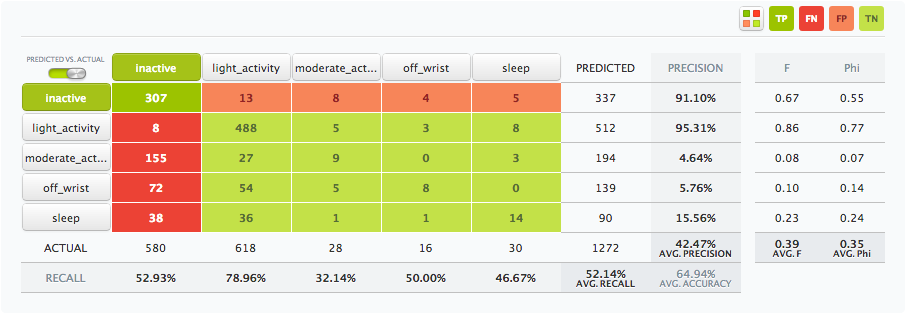 TP FN FP TN
PREDICTED VS. ACTUAL inactive light_activity moderate_act... off_wrist sleep PREDICTED PRECISION F Phi
inactive 307 13 8 4 5 337 91.10% 0.67 0.55
light_activity 8 488 5 3 8 512 95.31% 0.86 0.77
moderate_act... 155 27 9 0 3 194 4.64% 0.08 0.07
off_wrist 72 54 5 8 0 139 5.76% 0.10 0.14
sleep 38 36 1 1 14 90 15.56% 0.23 0.24
ACTUAL 580 618 28 16 30 1272 42.47% 0.39 0.35
AVG. PRECISION AVG. F AVG. Phi
RECALL 52.93% 78.96% 32.14% 50.00% 46.67% 52.14% 64.94%
AVG. RECALL AVG. ACCURACY